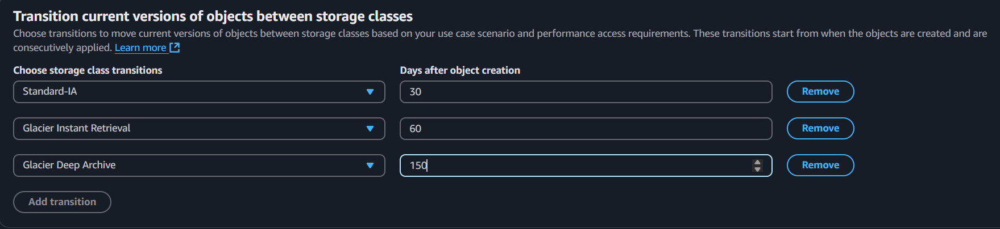 Transition current versions of objects between storage classes
Choose transitions to move current versions of objects between storage classes based on your use case scenario and performance access requirements. These transitions start from when the objects are created and are
consecutively applied. Learn more
Choose storage class transitions Days after object creation
Standard-IA 30 Remove
Glacier Instant Retrieval 60 Remove
Glacier Deep Archive 150 Remove
Add transition